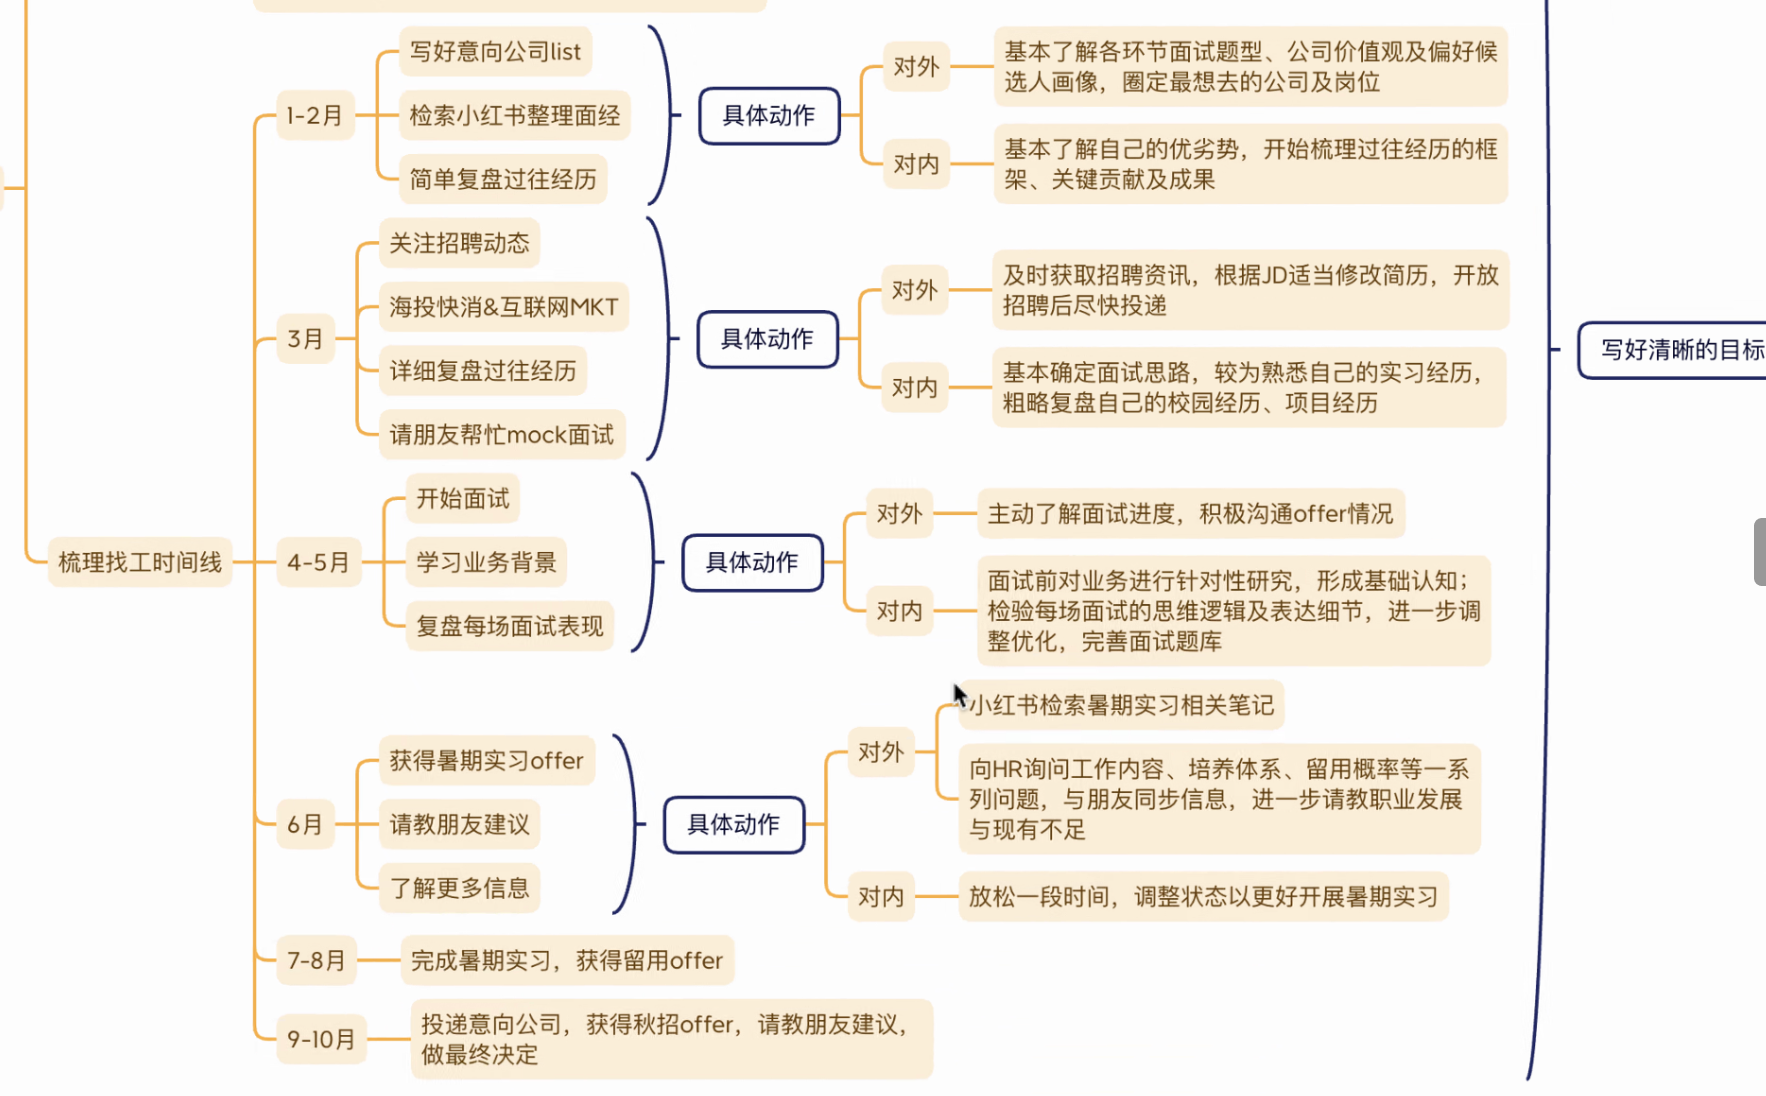 梳理找工时间线
1-2月
写好意向公司list
检索小红书整理面经
简单复盘过往经历
具体动作
对外
基本了解各环节面试题型、公司价值观及偏好候
选人画像，圈定最想去的公司及岗位
对内
基本了解自己的优劣势，开始梳理过往经历的框
架、关键贡献及成果
3月
关注招聘动态
海投快消&互联网MKT
详细复盘过往经历
请朋友帮忙mock面试
具体动作
对外
及时获取招聘资讯，根据JD适当修改简历，开放
招聘后尽快投递
对内
基本确定面试思路，较为熟悉自己的实习经历，
粗略复盘自己的校园经历、项目经历
4-5月
开始面试
学习业务背景
复盘每场面试表现
具体动作
对外
主动了解面试进度，积极沟通offer情况
对内
面试前对业务进行针对性研究，形成基础认知；
检验每场面试的思维逻辑及表达细节，进一步调
整优化，完善面试题库
6月
获得暑期实习offer
请教朋友建议
了解更多信息
具体动作
对外
小红书检索暑期实习相关笔记
向HR询问工作内容、培养体系、留用概率等一系
列问题，与朋友同步信息，进一步请教职业发展
与现有不足
对内
放松一段时间，调整状态以更好开展暑期实习
7-8月
完成暑期实习，获得留用offer
9-10月
投递意向公司，获得秋招offer，请教朋友建议，
做最终决定
写好清晰的目标